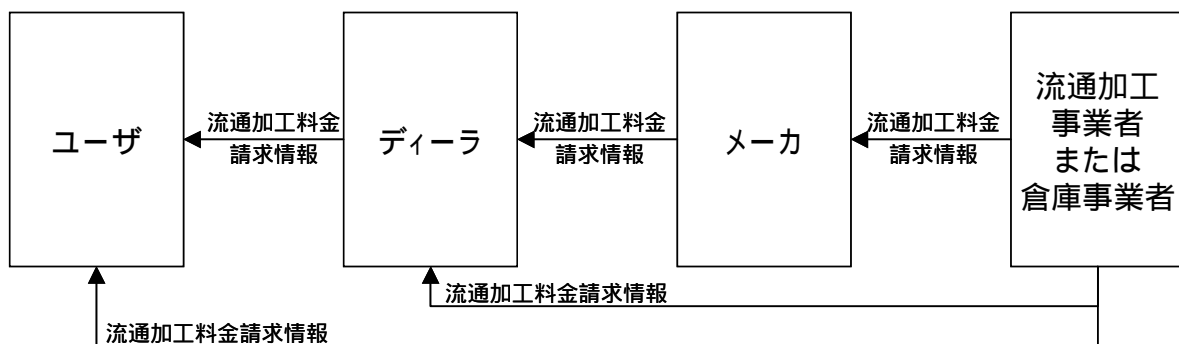 ユーザ
流通加工料金
請求情報
ディーラ
流通加工料金
請求情報
メーカ
流通加工料金
請求情報
流通加工
事業者
または
倉庫事業者
流通加工料金請求情報
流通加工料金請求情報